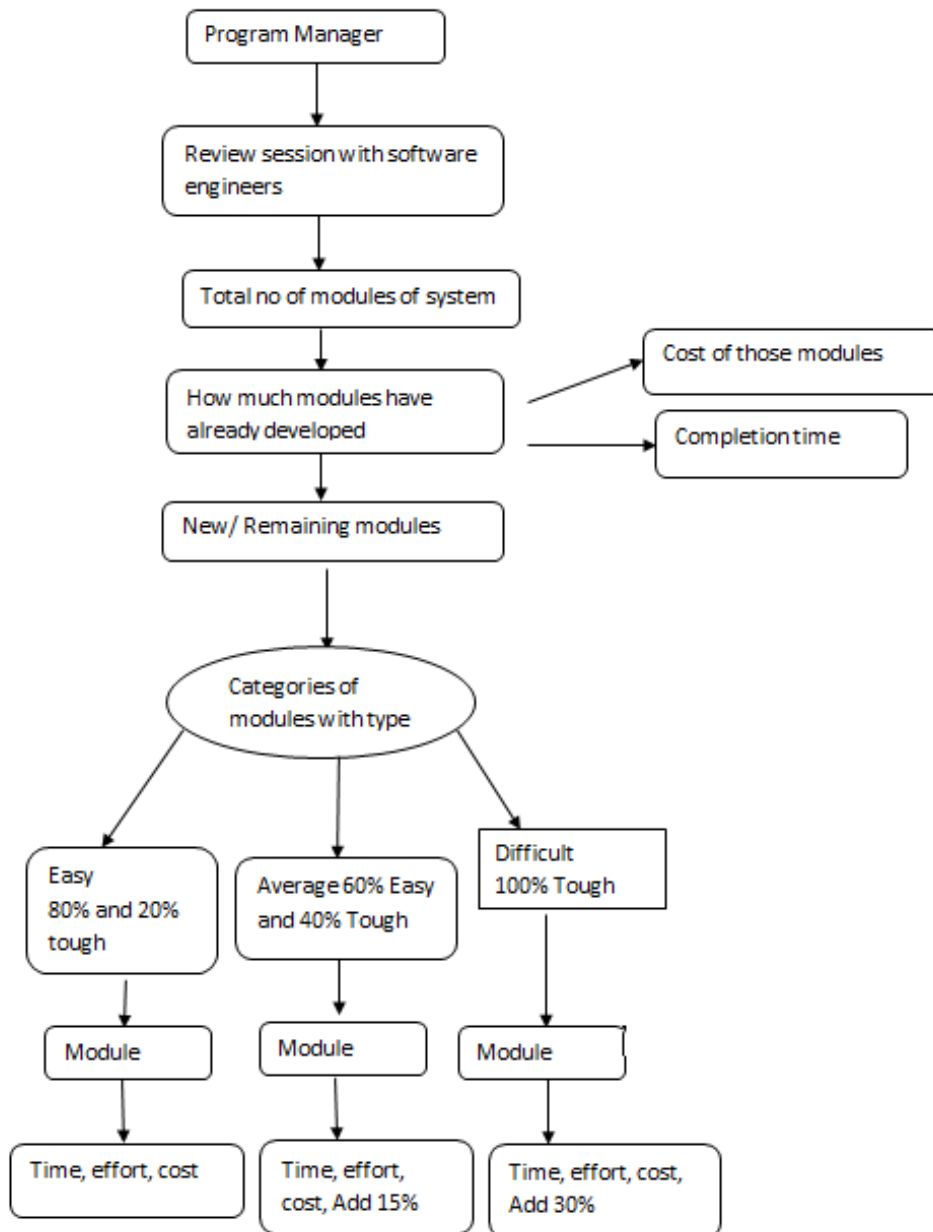 Program Manager
Review session with software
engineers
Total no of modules of system
Cost of those modules
How much modules have
already developed
Completion time
New/ Remaining modules
Categories of
modules with type
Easy
80% and 20%
tough
Average 60% Easy
and 40% Tough
Difficult
100% Tough
Module
Module
Module
Time, effort, cost
Time, effort,
cost, Add 15%
Time, effort, cost,
Add 30%